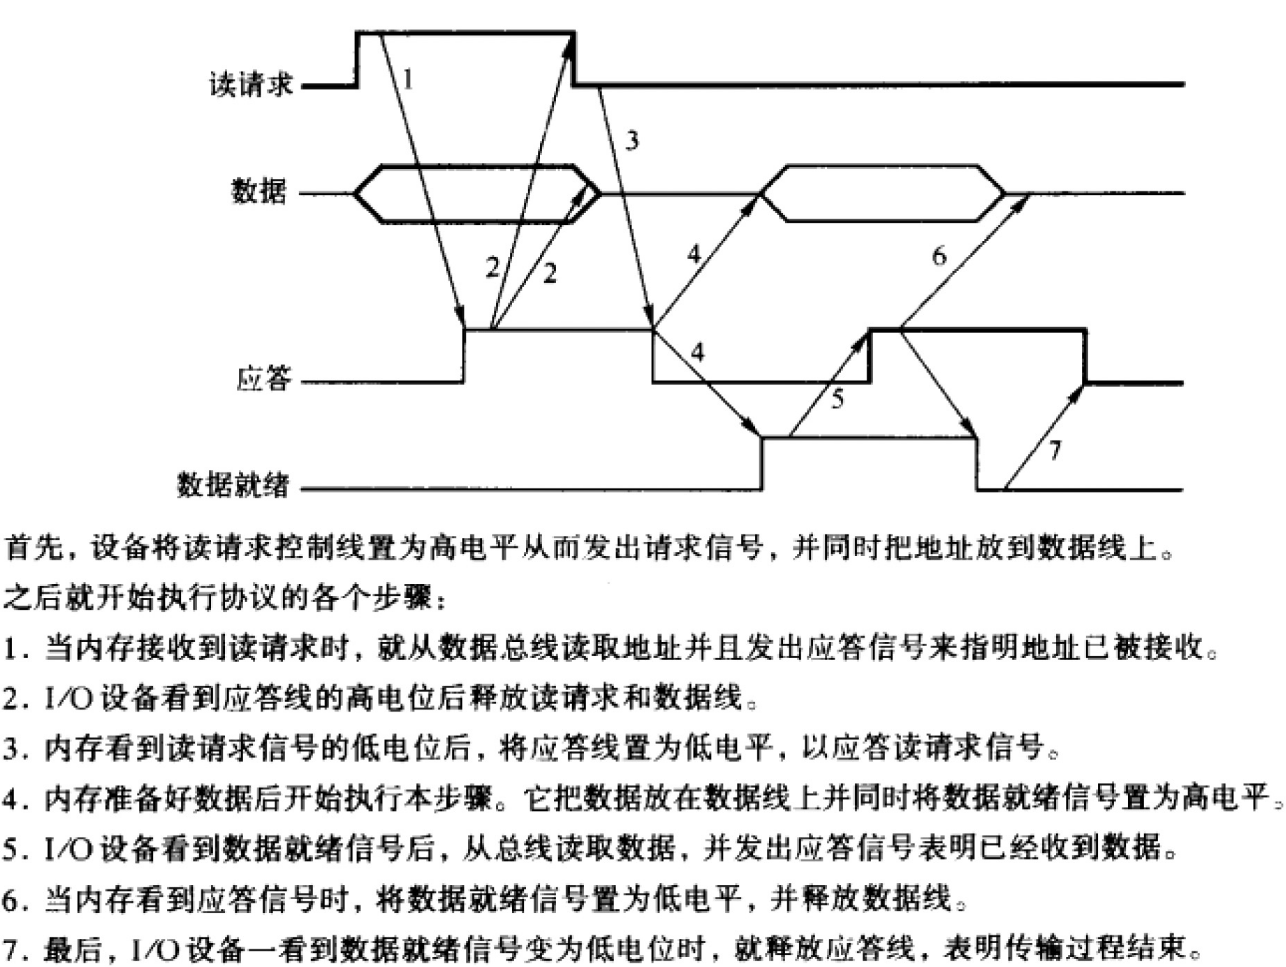 读请求
1
3
数据
2
2
4
6
应答
4
5
7
数据就绪
首先，设备将读请求控制线置为高电平从而发出请求信号，并同时把地址放到数据线上。
之后就开始执行协议的各个步骤：
1. 当内存接收到读请求时，就从数据总线读取地址并且发出应答信号来指明地址已被接收。
2. I/O 设备看到应答线的高电位后释放读请求和数据线。
3. 内存看到读请求信号的低电位后，将应答线置为低电平，以应答读请求信号。
4. 内存准备好数据后开始执行本步骤。它把数据放在数据线上并同时将数据就绪信号置为高电平。
5. I/O 设备看到数据就绪信号后，从总线读取数据，并发出应答信号表明已经收到数据。
6. 当内存看到应答信号时，将数据就绪信号置为低电平，并释放数据线。
7. 最后，I/O 设备一看到数据就绪信号变为低电位时，就释放应答线，表明传输过程结束。